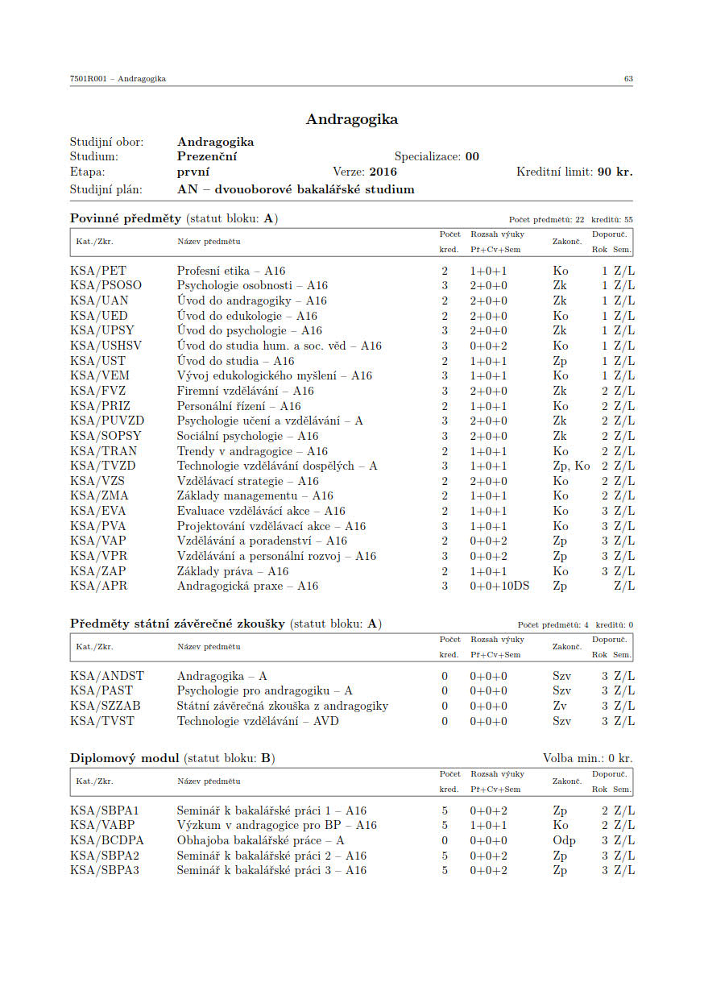 7501R001 – Andragogika 63
Andragogika
Studijní obor: Andragogika
Studium: Prezenční Specializace: 00
Etapa: první Verze: 2016 Kreditní limit: 90 kr.
Studijní plán: AN – dvouoborové bakalářské studium
Povinné předměty (statut bloku: A) Počet předmětů: 22 kreditů: 55
Počet Rozsah výuky Doporuč.
Kat./Zkr. Název předmětu Zakonč.
kred. Př+Cv+Sem Rok Sem.
KSA/PET Profesní etika – A16 2 1+0+1 Ko 1 Z/L
KSA/PSOSO Psychologie osobnosti – A16 3 2+0+0 Zk 1 Z/L
KSA/UAN Úvod do andragogiky – A16 2 2+0+0 Zk 1 Z/L
KSA/UED Úvod do edukologie – A16 2 2+0+0 Ko 1 Z/L
KSA/UPSY Úvod do psychologie – A16 3 2+0+0 Zk 1 Z/L
KSA/USHSV Úvod do studia hum. a soc. věd – A16 3 0+0+2 Ko 1 Z/L
KSA/UST Úvod do studia – A16 2 1+0+1 Zp 1 Z/L
KSA/VEM Vývoj edukologického myšlení – A16 3 1+0+1 Ko 1 Z/L
KSA/FVZ Firemní vzdělávání – A16 3 2+0+0 Zk 2 Z/L
KSA/PRIZ Personální řízení – A16 2 1+0+1 Ko 2 Z/L
KSA/PUVZD Psychologie učení a vzdělávání – A 3 2+0+0 Zk 2 Z/L
KSA/SOPSY Sociální psychologie – A16 3 2+0+0 Zk 2 Z/L
KSA/TRAN Trendy v andragogice – A16 2 1+0+1 Ko 2 Z/L
KSA/TVZD Technologie vzdělávání dospělých – A 3 1+0+1 Zp, Ko 2 Z/L
KSA/VZS Vzdělávací strategie – A16 2 2+0+0 Ko 2 Z/L
KSA/ZMA Základy managementu – A16 2 1+0+1 Ko 2 Z/L
KSA/EVA Evaluace vzdělávácí akce – A16 2 1+0+1 Ko 3 Z/L
KSA/PVA Projektování vzdělávací akce – A16 3 1+0+1 Ko 3 Z/L
KSA/VAP Vzdělávání a poradenství – A16 2 0+0+2 Zp 3 Z/L
KSA/VPR Vzdělávání a personální rozvoj – A16 3 0+0+2 Zp 3 Z/L
KSA/ZAP Základy práva – A16 2 1+0+1 Ko 3 Z/L
KSA/APR Andragogická praxe – A16 3 0+0+10DS Zp Z/L
Předměty státní závěrečné zkoušky (statut bloku: A) Počet předmětů: 4 kreditů: 0
Počet Rozsah výuky Doporuč.
Kat./Zkr. Název předmětu Zakonč.
kred. Př+Cv+Sem Rok Sem.
KSA/ANDST Andragogika – A 0 0+0+0 Szv 3 Z/L
KSA/PAST Psychologie pro andragogiku – A 0 0+0+0 Szv 3 Z/L
KSA/SZZAB Státní závěrečná zkouška z andragogiky 0 0+0+0 Zv 3 Z/L
KSA/TVST Technologie vzdělávání – AVD 0 0+0+0 Szv 3 Z/L
Diplomový modul (statut bloku: B) Volba min.: 0 kr.
Počet Rozsah výuky Doporuč.
Kat./Zkr. Název předmětu Zakonč.
kred. Př+Cv+Sem Rok Sem.
KSA/SBPA1 Seminář k bakalářské práci 1 – A16 5 0+0+2 Zp 2 Z/L
KSA/VABP Výzkum v andragogice pro BP – A16 5 1+0+1 Ko 2 Z/L
KSA/BCDPA Obhajoba bakalářské práce – A 0 0+0+0 Odp 3 Z/L
KSA/SBPA2 Seminář k bakalářské práci 2 – A16 5 0+0+2 Zp 3 Z/L
KSA/SBPA3 Seminář k bakalářské práci 3 – A16 5 0+0+2 Zp 3 Z/L